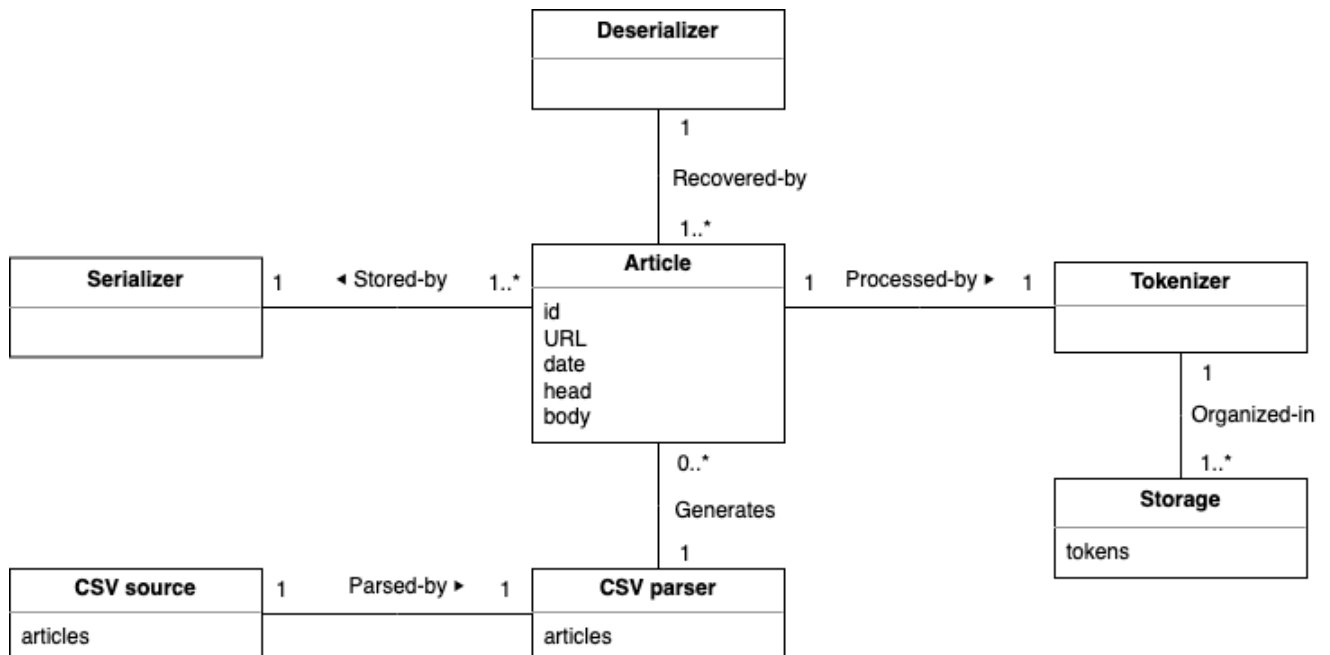 Deserializer
1
Recovered-by
1..*
Serializer
1
◂ Stored-by
1..*
Article
id
URL
date
head
body
1
Processed-by ▸
1
Tokenizer
1
Organized-in
1..*
Storage
tokens
0..*
Generates
1
CSV source
articles
1
Parsed-by ▸
1
CSV parser
articles